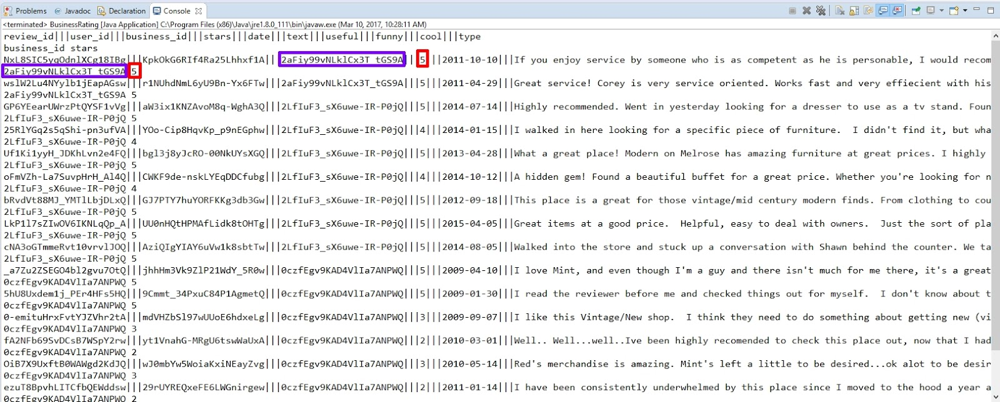 Problems @ Javadoc Declaration Console
<terminated> BusinessRating [Java Application] C:\Program Files (x86)\Java\jre1.8.0_111\bin\javaw.exe (Mar 10, 2017, 10:28:11 AM)
review_id|||user_id|||business_id|||stars|||date|||text|||useful|||funny|||cool|||type
business_id stars
NxL8SIC5yqOdnlXCg18IBg|||KpkOkG6RIf4Ra25Lhhxf1A|||2aFiy99vNLklCx3T_tGS9A|||5|||2011-10-10|||If you enjoy service by someone who is as competent as he is personable, I would recom
2aFiy99vNLklCx3T_tGS9A 5
wslW2Lu4NYylb1jEapAGsw|||r1NUhdNmL6yU9Bn-Yx6FTw|||2aFiy99vNLklCx3T_tGS9A|||5|||2011-04-29|||Great service! Corey is very service oriented. Works fast and very effiecient with his
2aFiy99vNLklCx3T_tGS9A 5
GP6YEearUWrzPtQYSF1vVg|||aW3ix1KNZAvoM8q-WghA3Q|||2LfIuF3_sX6uwe-IR-P0jQ|||5|||2014-07-14|||Highly recommended. Went in yesterday looking for a dresser to use as a tv stand. Foun
2LfIuF3_sX6uwe-IR-P0jQ 5
25RlYGq2s5qShi-pn3ufVA|||YOo-Cip8HqvKp_p9nEGphw|||2LfIuF3_sX6uwe-IR-P0jQ|||4|||2014-01-15|||I walked in here looking for a specific piece of furniture.  I didn't find it, but wha
2LfIuF3_sX6uwe-IR-P0jQ 4
Uf1Ki1yyH_JDKhLvn2e4FQ|||bgl3j8yJcRO-00NkUYsXGQ|||2LfIuF3_sX6uwe-IR-P0jQ|||5|||2013-04-28|||What a great place! Modern on Melrose has amazing furniture at great prices. I highly
2LfIuF3_sX6uwe-IR-P0jQ 5
oFmVZh-La7SuvpHrH_Al4Q|||CWKF9de-nskLYEqDDCfubg|||2LfIuF3_sX6uwe-IR-P0jQ|||4|||2014-10-12|||A hidden gem! Found a beautiful buffet for a great price. Whether you're looking for n
2LfIuF3_sX6uwe-IR-P0jQ 4
bRvdVt88MJ_YMTlLbjDLxQ|||GJ7PTY7huYORFKKg3db3Gw|||2LfIuF3_sX6uwe-IR-P0jQ|||5|||2012-09-18|||This place is a great for those vintage/mid century modern finds. From clothing to cou
2LfIuF3_sX6uwe-IR-P0jQ 5
LkP1l7sZIwOV6IKNLqQp_A|||UU0nHQtHPMAfLidk8tOHTg|||2LfIuF3_sX6uwe-IR-P0jQ|||5|||2015-04-05|||Great items at a good price.  Helpful, easy to deal with owners.  Just the sort of pla
2LfIuF3_sX6uwe-IR-P0jQ 5
cNA3oGTmmeRvt10vrvlJOQ|||AziQIgYIAY6uVw1k8sbtTw|||2LfIuF3_sX6uwe-IR-P0jQ|||5|||2014-08-05|||Walked into the store and stuck up a conversation with Shawn behind the counter. We ta
2LfIuF3_sX6uwe-IR-P0jQ 5
_a7Zu2ZSEGO4bl2gvu7OtQ|||jhhHm3Vk9ZlP21WdY_5R0w|||0czfEgv9KAD4VlIa7ANPWQ|||5|||2009-04-10|||I love Mint, and even though I'm a guy and there isn't much for me there, it's a great
0czfEgv9KAD4VlIa7ANPWQ 5
5hU8Uxdem1j_PEr4HFs5HQ|||9Cmmt_34PxuC84P1AgmetQ|||0czfEgv9KAD4VlIa7ANPWQ|||5|||2009-01-30|||I read the reviewer before me and checked things out for myself.  I don't know about t
0czfEgv9KAD4VlIa7ANPWQ 5
0-emituHrxFvtYJZVhr2tA|||mdVHZbSl97wUUoE6hdxeLg|||0czfEgv9KAD4VlIa7ANPWQ|||3|||2009-09-07|||I like this Vintage/New shop.  I think they need to do something about getting new (vi
0czfEgv9KAD4VlIa7ANPWQ 3
fA2NFb69SvDCsB7WSpY2rw|||yt1VnahG-MRgU6tswWaUxA|||0czfEgv9KAD4VlIa7ANPWQ|||2|||2010-03-01|||Well.. Well...well..Ive been highly recomended to check this place out, now that I had
0czfEgv9KAD4VlIa7ANPWQ 2
OiB7X9UxftB0WAWgd2KdJQ|||wJ0mbYw5WoiaKxiNEayZvg|||0czfEgv9KAD4VlIa7ANPWQ|||3|||2010-05-14|||Red's merchandise is amazing. Mint's left a little to be desired...ok alot to be desir
0czfEgv9KAD4VlIa7ANPWQ 3
ezuT8BpvhLITCfbQEWddsw|||29rUYREQxeFE6LWGnirgew|||0czfEgv9KAD4VlIa7ANPWQ|||2|||2011-01-14|||I have been consistently underwhelmed by this place since I moved to the hood a year a
0czfEgv9KAD4VlIa7ANPWQ 2